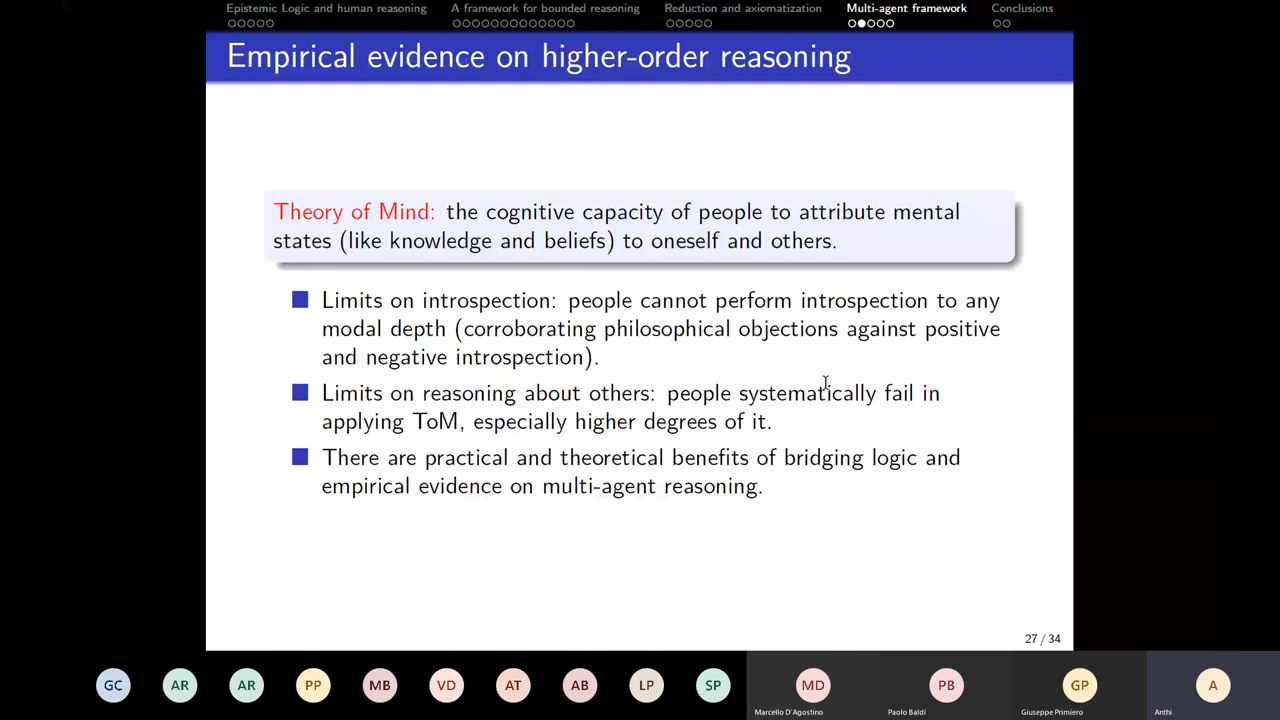 Epistemic Logic and human reasoning A framework for bounded reasoning Reduction and axiomatization Multi-agent framework Conclusions
Empirical evidence on higher-order reasoning
Theory of Mind: the cognitive capacity of people to attribute mental
states (like knowledge and beliefs) to oneself and others.
Limits on introspection: people cannot perform introspection to any
modal depth (corroborating philosophical objections against positive
and negative introspection).
Limits on reasoning about others: people systematically fail in
applying ToM, especially higher degrees of it.
There are practical and theoretical benefits of bridging logic and
empirical evidence on multi-agent reasoning.
27 / 34
GC AR AR PP MB VD AT AB LP SP MD PB GP A
Marcello D'Agostino Paolo Baldi Giuseppe Primiero Anthi